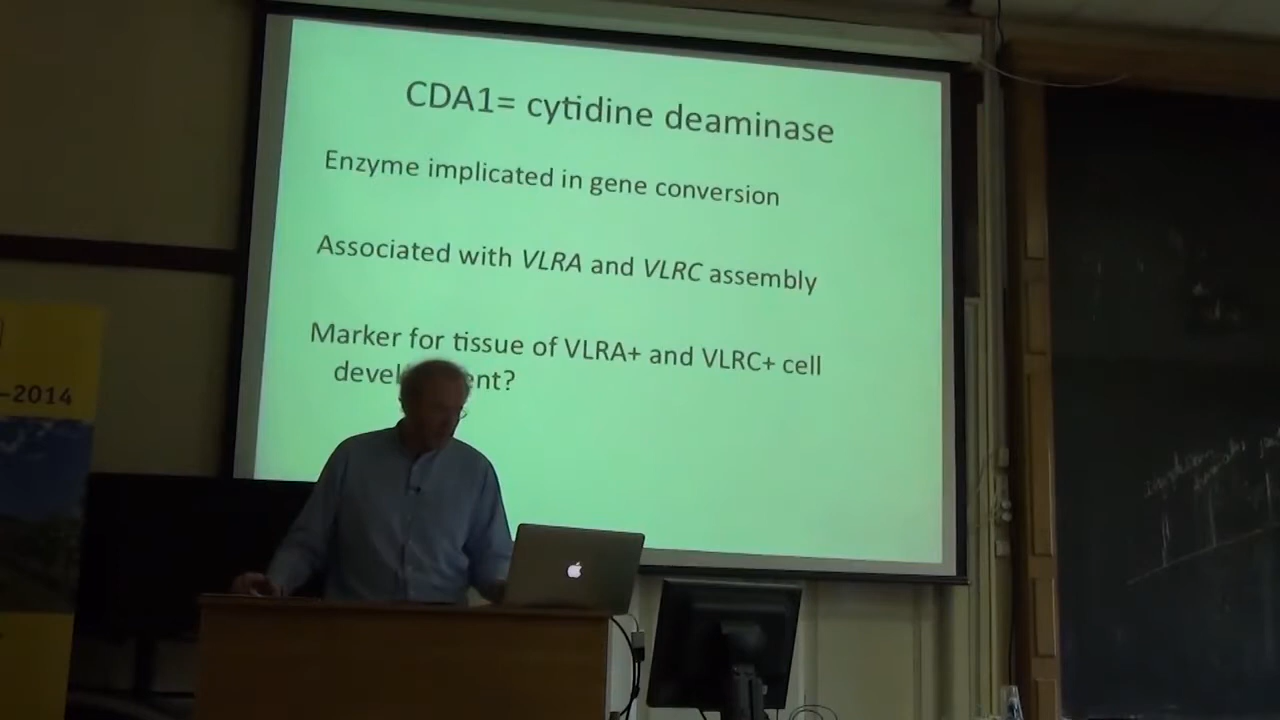 CDA1= cytidine deaminase
Enzyme implicated in gene conversion
Associated with VLRA and VLRC assembly
Marker for tissue of VLRA+ and VLRC+ cell
-2014